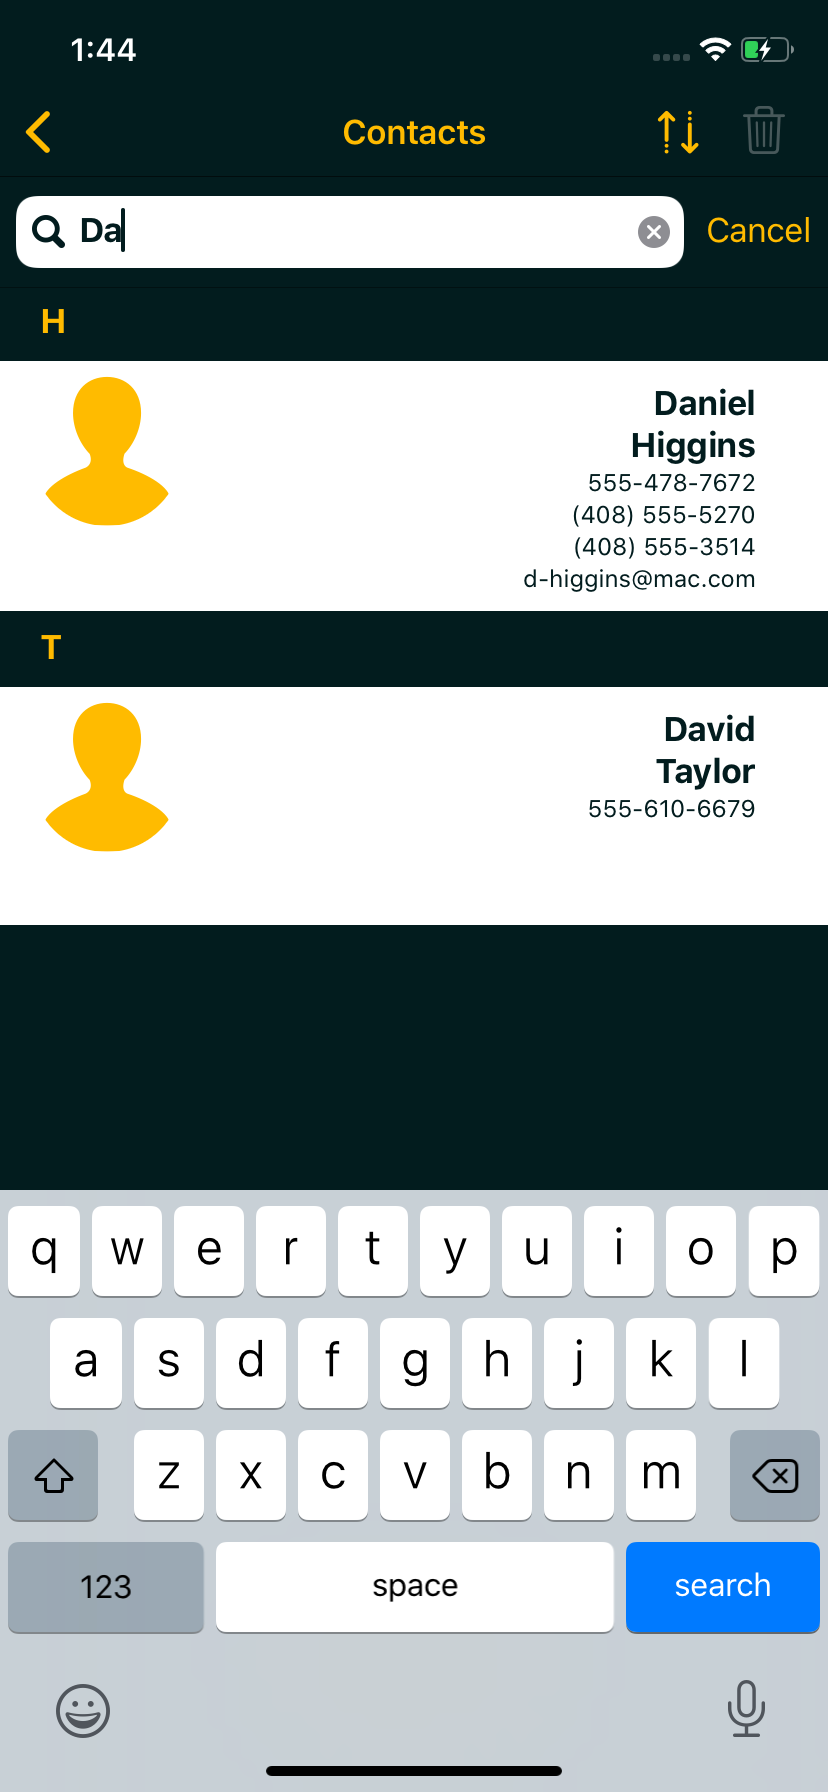 1:44
Contacts
Da
Cancel
H
Daniel
Higgins
555-478-7672
(408) 555-5270
(408) 555-3514
d-higgins@mac.com
T
David
Taylor
555-610-6679
q w e r t y u i o p
a s d f g h j k l
z x c v b n m
123 space search